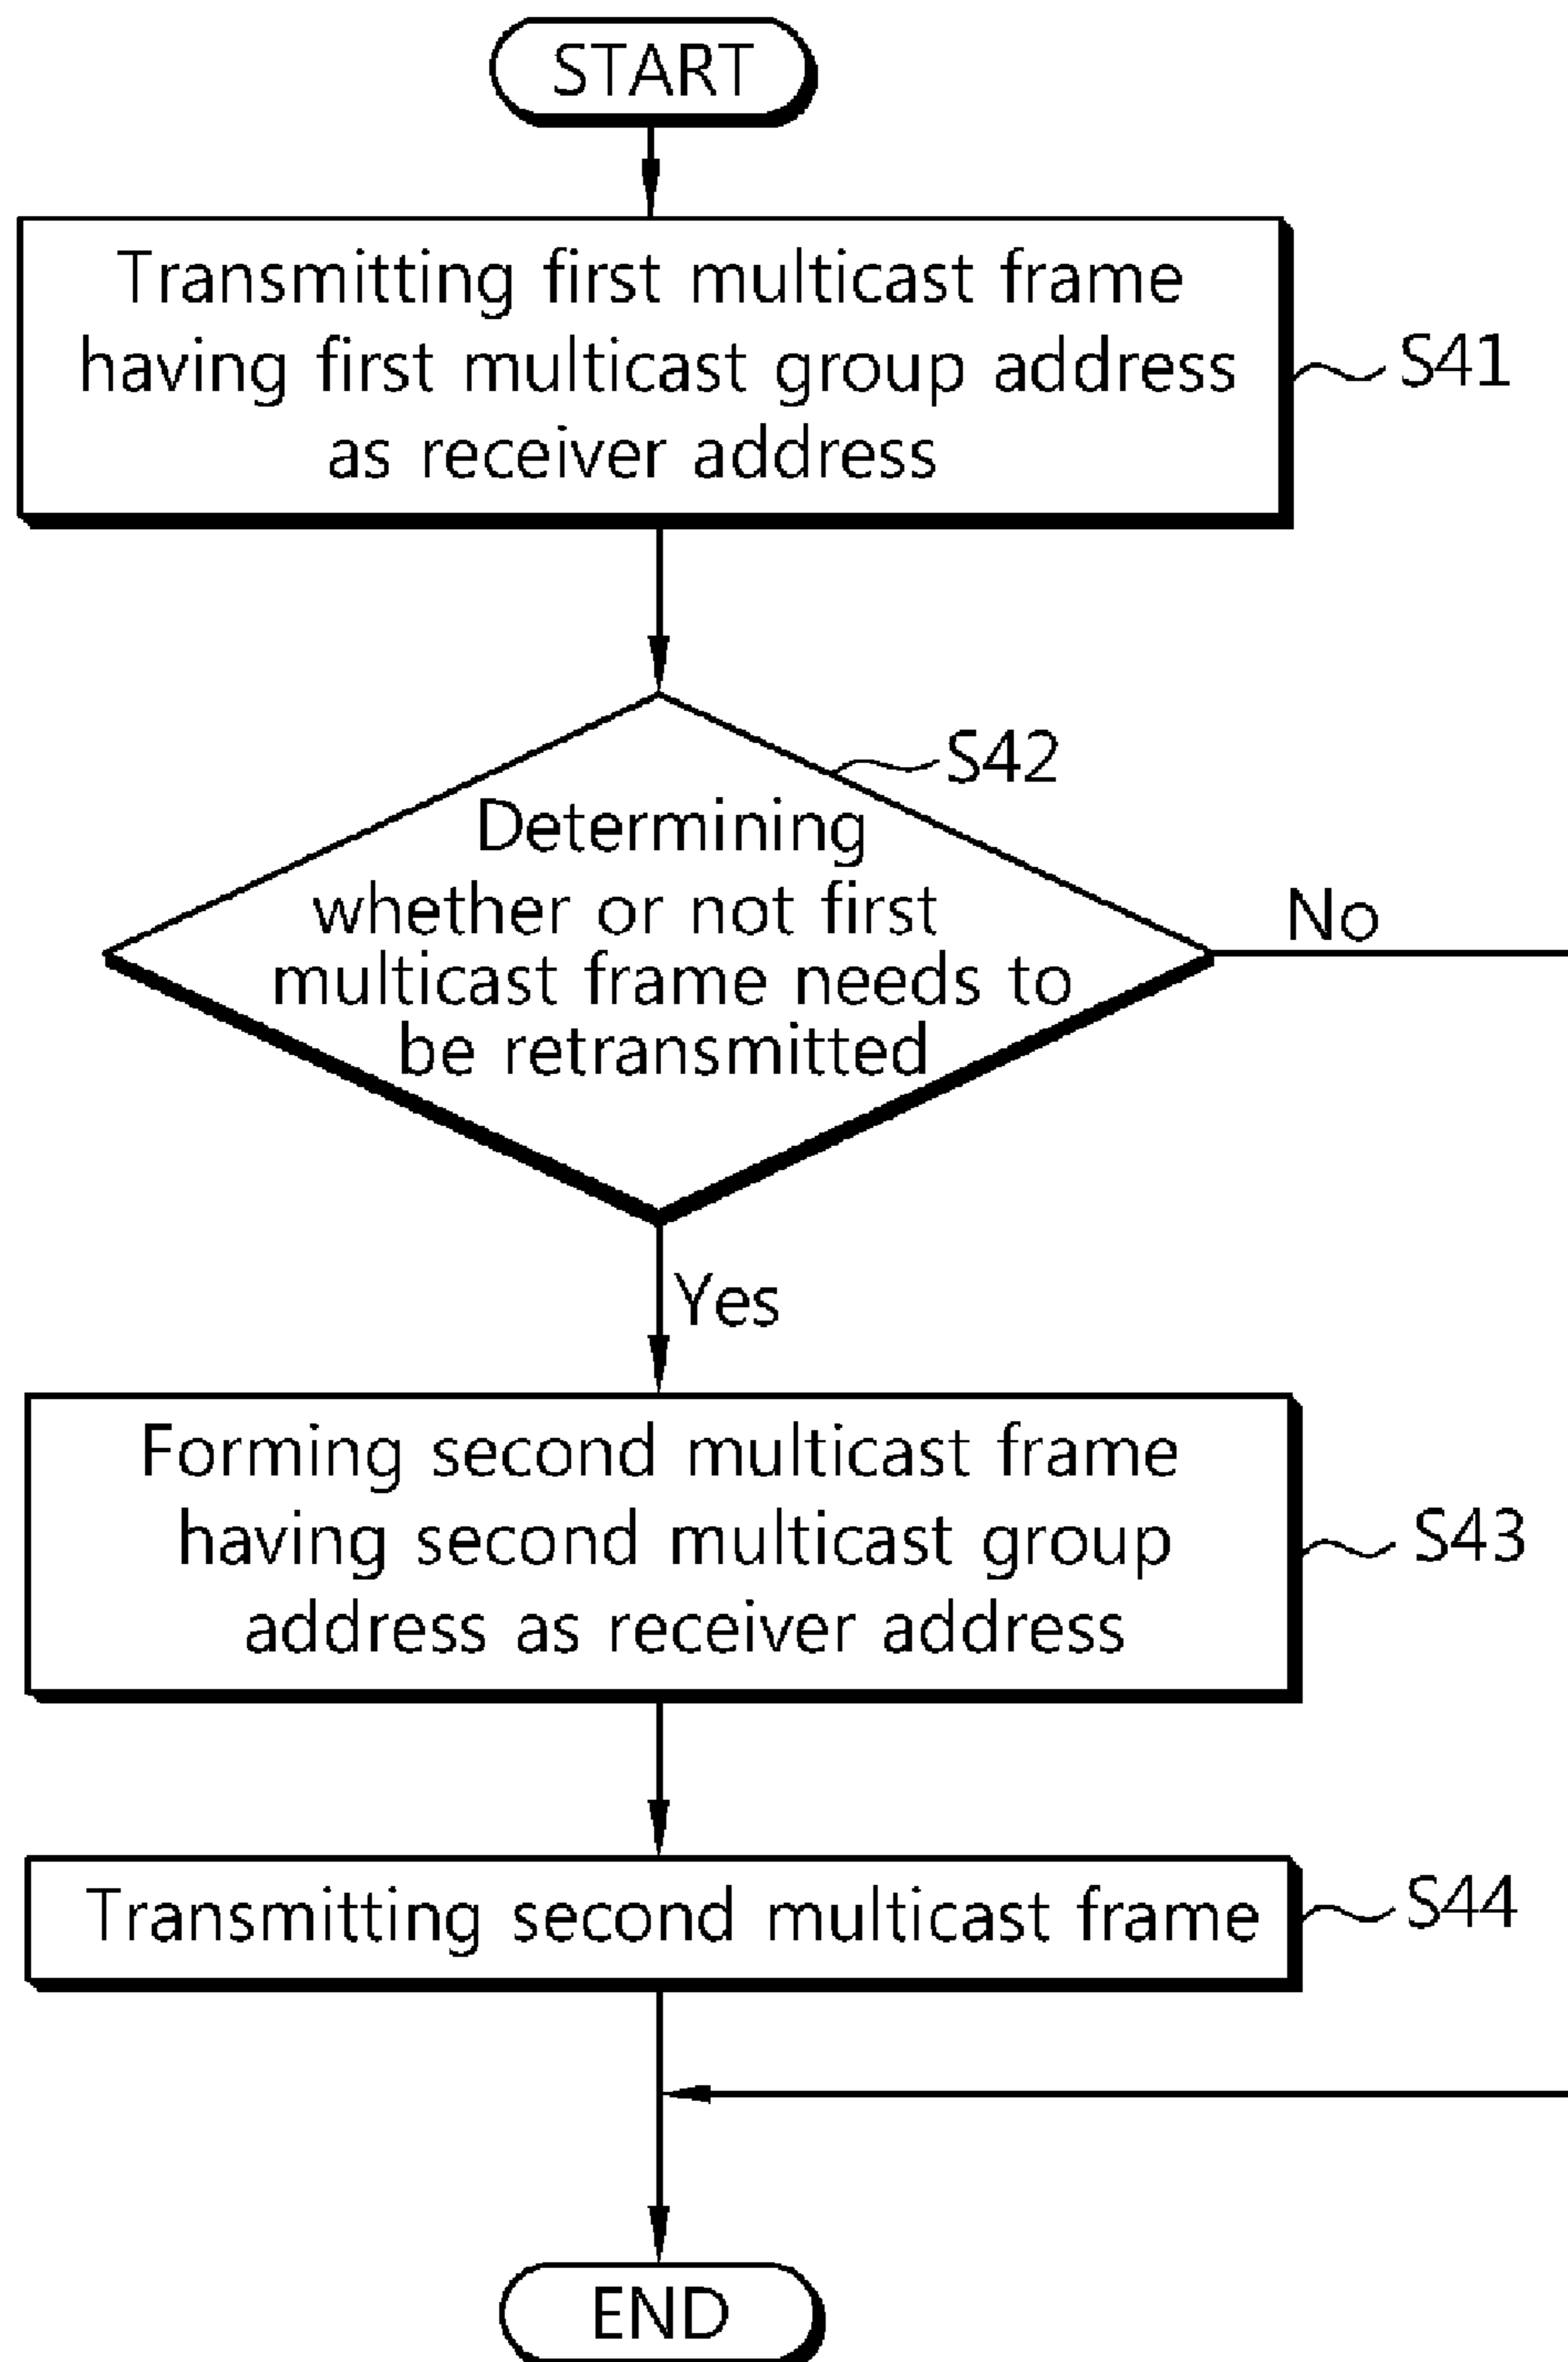 START
Transmitting first multicast frame
having first multicast group address
as receiver address
S41
S42
Determining
whether or not first
multicast frame needs to
be retransmitted
No
Yes
Forming second multicast frame
having second multicast group
address as receiver address
S43
Transmitting second multicast frame
S44
END